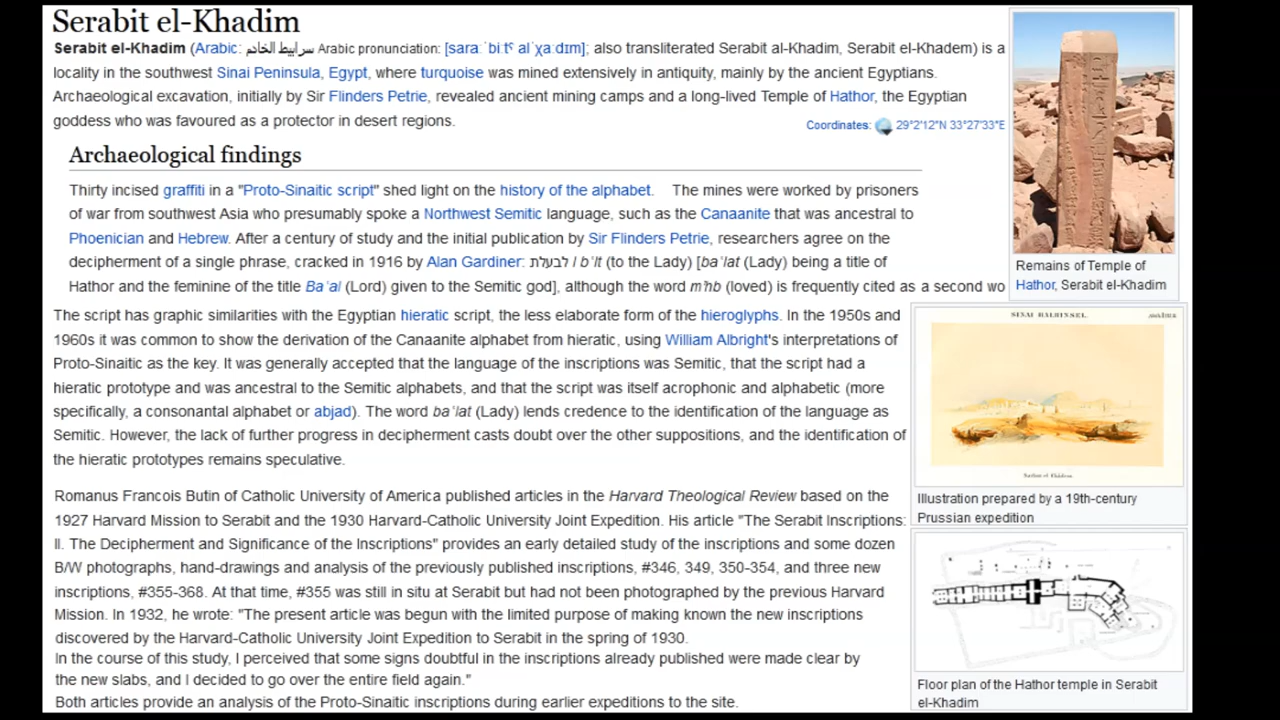 Serabit el-Khadim
Serabit el-Khadim (Arabic: سرابيط الخادم Arabic pronunciation: [saraːˈbiːtˤ alˈχaːdɪm]; also transliterated Serabit al-Khadim, Serabit el-Khadem) is a
locality in the southwest Sinai Peninsula, Egypt, where turquoise was mined extensively in antiquity, mainly by the ancient Egyptians.
Archaeological excavation, initially by Sir Flinders Petrie, revealed ancient mining camps and a long-lived Temple of Hathor, the Egyptian
goddess who was favoured as a protector in desert regions.
Coordinates: 29°2′12″N 33°27′33″E
Archaeological findings
Thirty incised graffiti in a "Proto-Sinaitic script" shed light on the history of the alphabet. The mines were worked by prisoners
of war from southwest Asia who presumably spoke a Northwest Semitic language, such as the Canaanite that was ancestral to
Phoenician and Hebrew. After a century of study and the initial publication by Sir Flinders Petrie, researchers agree on the
decipherment of a single phrase, cracked in 1916 by Alan Gardiner: לבעלת l bʿlt (to the Lady) [baʿlat (Lady) being a title of
Hathor and the feminine of the title Baʿal (Lord) given to the Semitic god], although the word mʾhb (loved) is frequently cited as a second wo
Remains of Temple of
Hathor, Serabit el-Khadim
The script has graphic similarities with the Egyptian hieratic script, the less elaborate form of the hieroglyphs. In the 1950s and
1960s it was common to show the derivation of the Canaanite alphabet from hieratic, using William Albright's interpretations of
Proto-Sinaitic as the key. It was generally accepted that the language of the inscriptions was Semitic, that the script had a
hieratic prototype and was ancestral to the Semitic alphabets, and that the script was itself acrophonic and alphabetic (more
specifically, a consonantal alphabet or abjad). The word baʿlat (Lady) lends credence to the identification of the language as
Semitic. However, the lack of further progress in decipherment casts doubt over the other suppositions, and the identification of
the hieratic prototypes remains speculative.
SINAI HALBINSEL.
Illustration prepared by a 19th-century
Prussian expedition
Romanus Francois Butin of Catholic University of America published articles in the Harvard Theological Review based on the
1927 Harvard Mission to Serabit and the 1930 Harvard-Catholic University Joint Expedition. His article "The Serabit Inscriptions:
II. The Decipherment and Significance of the Inscriptions" provides an early detailed study of the inscriptions and some dozen
B/W photographs, hand-drawings and analysis of the previously published inscriptions, #346, 349, 350-354, and three new
inscriptions, #355-368. At that time, #355 was still in situ at Serabit but had not been photographed by the previous Harvard
Mission. In 1932, he wrote: "The present article was begun with the limited purpose of making known the new inscriptions
discovered by the Harvard-Catholic University Joint Expedition to Serabit in the spring of 1930.
In the course of this study, I perceived that some signs doubtful in the inscriptions already published were made clear by
the new slabs, and I decided to go over the entire field again."
Both articles provide an analysis of the Proto-Sinaitic inscriptions during earlier expeditions to the site.
Floor plan of the Hathor temple in Serabit
el-Khadim